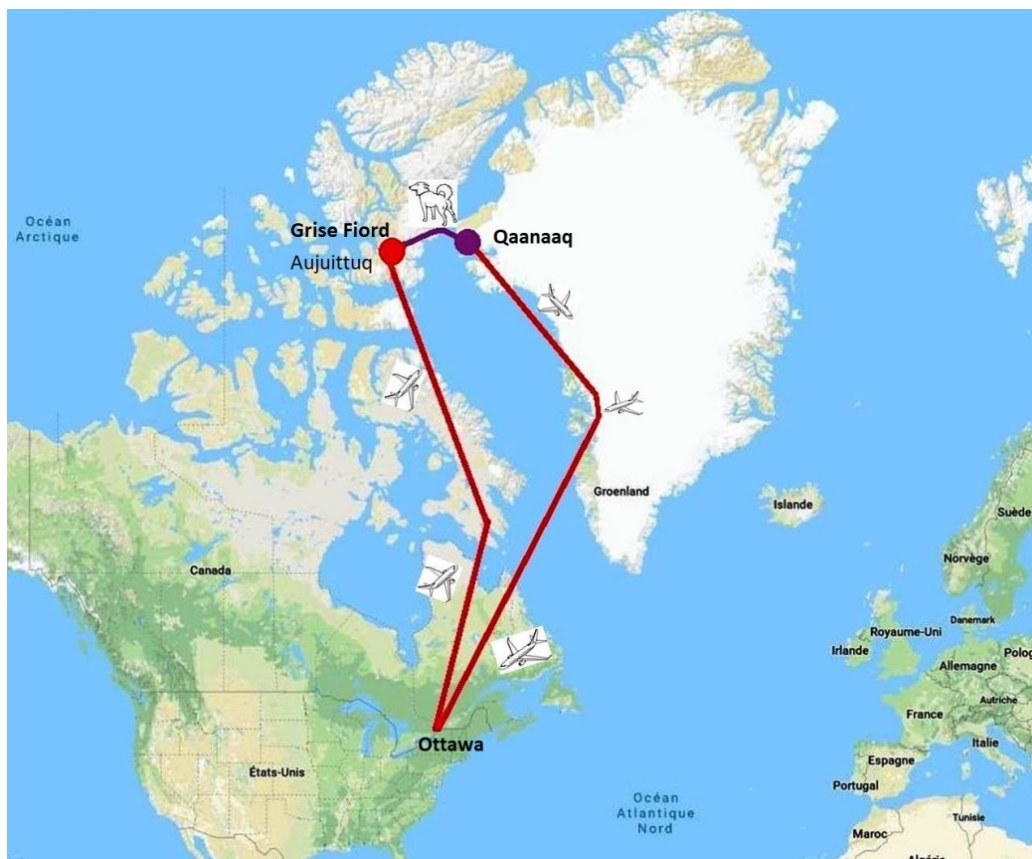 Océan
Arctique
Grise Fiord
Aujuittuq
Qaanaaq
Groenland
Islande
Suède
Norvège
Canada
Danemark
Royaume-Uni
Irlande
Polog
Allemagne
Autriche
France
Ottawa
Italie
Espagne
États-Unis
Portugal
Océan
Atlantique
Nord
Tunisie
Maroc
Algérie